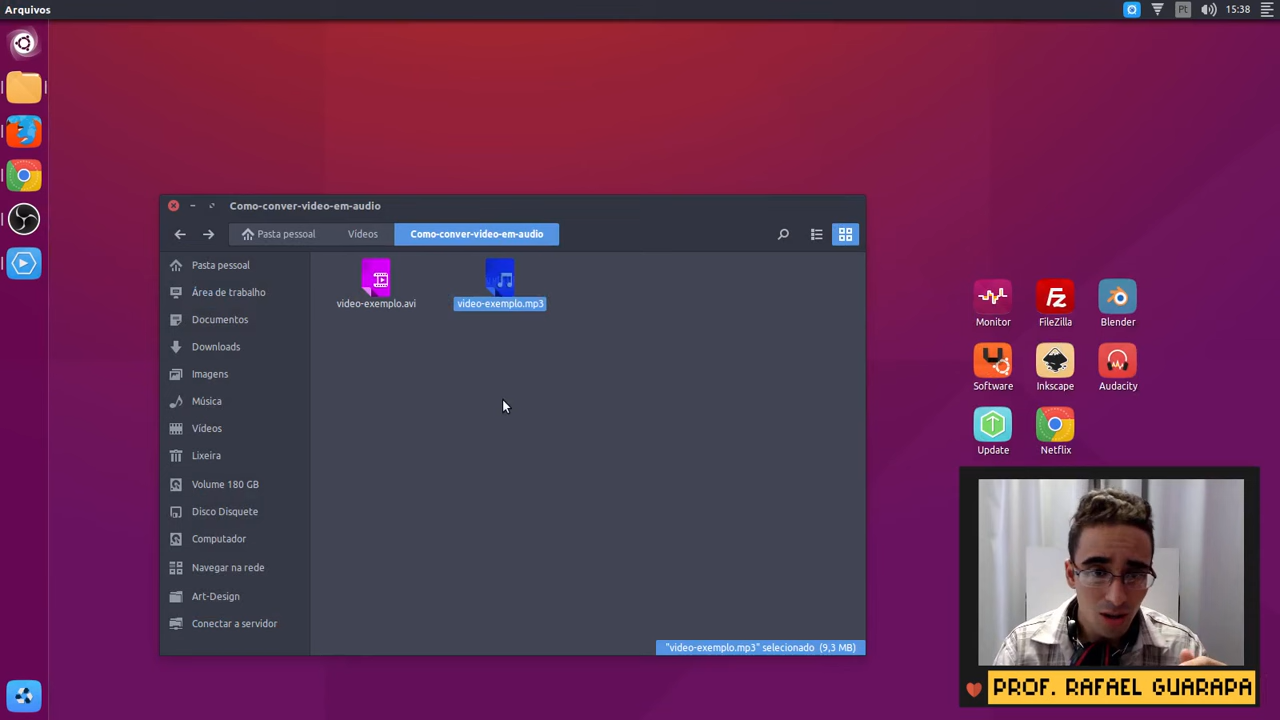 Arquivos
Pt
15:38
Como-conver-video-em-audio
Pasta pessoal
Vídeos
Como-conver-video-em-audio
Pasta pessoal
Área de trabalho
Documentos
Downloads
Imagens
Música
Vídeos
Lixeira
Volume 180 GB
Disco Disquete
Computador
Navegar na rede
Art-Design
Conectar a servidor
video-exemplo.avi
video-exemplo.mp3
"video-exemplo.mp3" selecionado (9,3 MB)
Monitor
FileZilla
Blender
Software
Inkscape
Audacity
Update
Netflix
PROF. RAFAEL GUARAPA